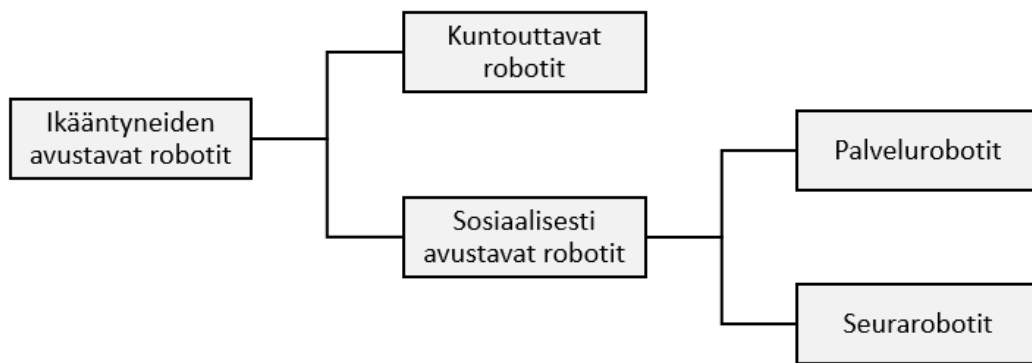 Kuntouttavat
robotit
Ikääntyneiden
avustavat robotit
Palvelurobotit
Sosiaalisesti
avustavat robotit
Seurarobotit